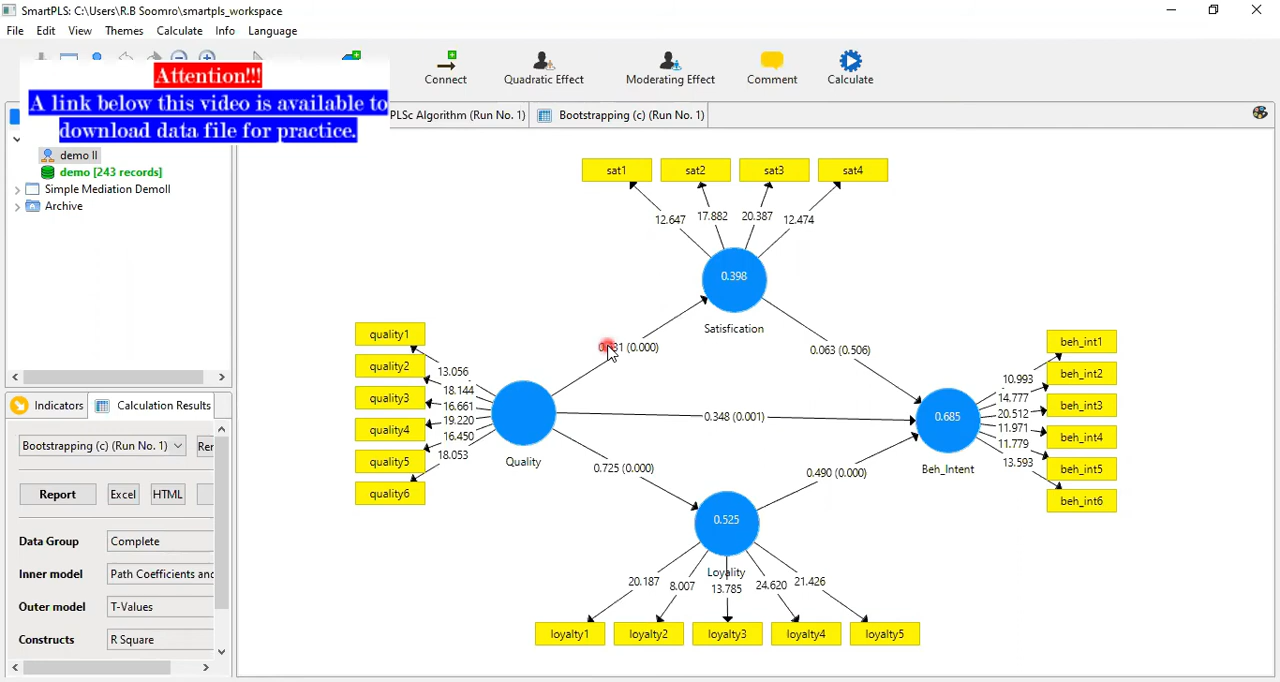 SmartPLS: C:\Users\R.B Soomro\smartpls_workspace
File Edit View Themes Calculate Info Language
Connect Quadratic Effect Moderating Effect Comment Calculate
Attention!!!
A link below this video is available to
download data file for practice.
PLSc Algorithm (Run No. 1) Bootstrapping (c) (Run No. 1)
demo II
demo [243 records]
Simple Mediation DemoII
Archive
sat1 sat2 sat3 sat4
12.647 17.882 20.387 12.474
0.398
Satisfication
quality1
quality2
quality3
quality4
quality5
quality6
13.056
18.144
16.661
19.220
16.450
18.053
Quality
(0.000)
0.063 (0.506)
0.348 (0.001)
0.725 (0.000)
0.490 (0.000)
0.685
Beh_Intent
10.993
14.777
20.512
11.971
11.779
13.593
beh_int1
beh_int2
beh_int3
beh_int4
beh_int5
beh_int6
0.525
Loyality
20.187 8.007 13.785 24.620 21.426
loyalty1 loyalty2 loyalty3 loyalty4 loyalty5
Indicators Calculation Results
Bootstrapping (c) (Run No. 1)
Report Excel HTML
Data Group Complete
Inner model Path Coefficients and
Outer model T-Values
Constructs R Square